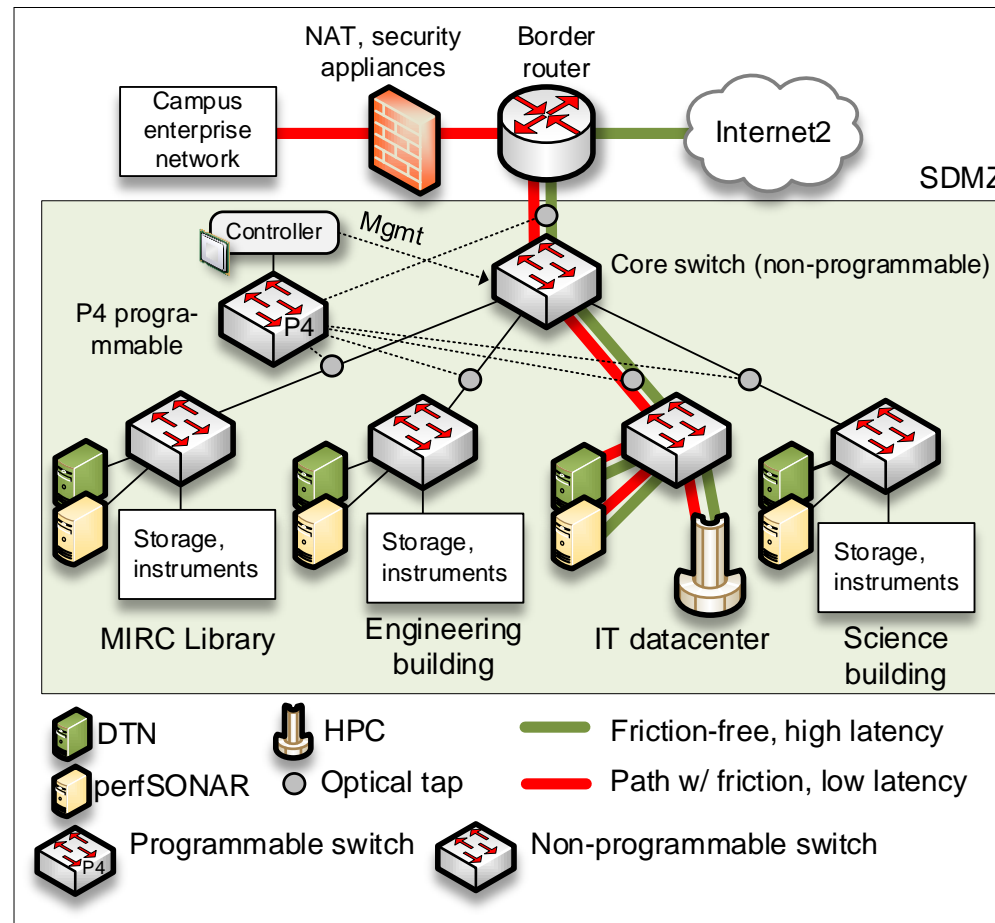 NAT, security
appliances
Border
router
Campus
enterprise
network
Internet2
SDMZ
Controller
Mgmt
Core switch (non-programmable)
P4 progra-
mmable
P4
Storage,
instruments
Storage,
instruments
Storage,
instruments
MIRC Library
Engineering
building
IT datacenter
Science
building
DTN
HPC
Friction-free, high latency
perfSONAR
Optical tap
Path w/ friction, low latency
P4
Programmable switch
Non-programmable switch